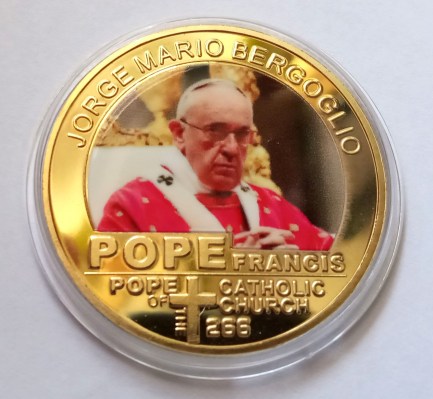 JORGE MARIO BERGOGLIO
POPE FRANCIS
POPE OF THE CATHOLIC CHURCH
266